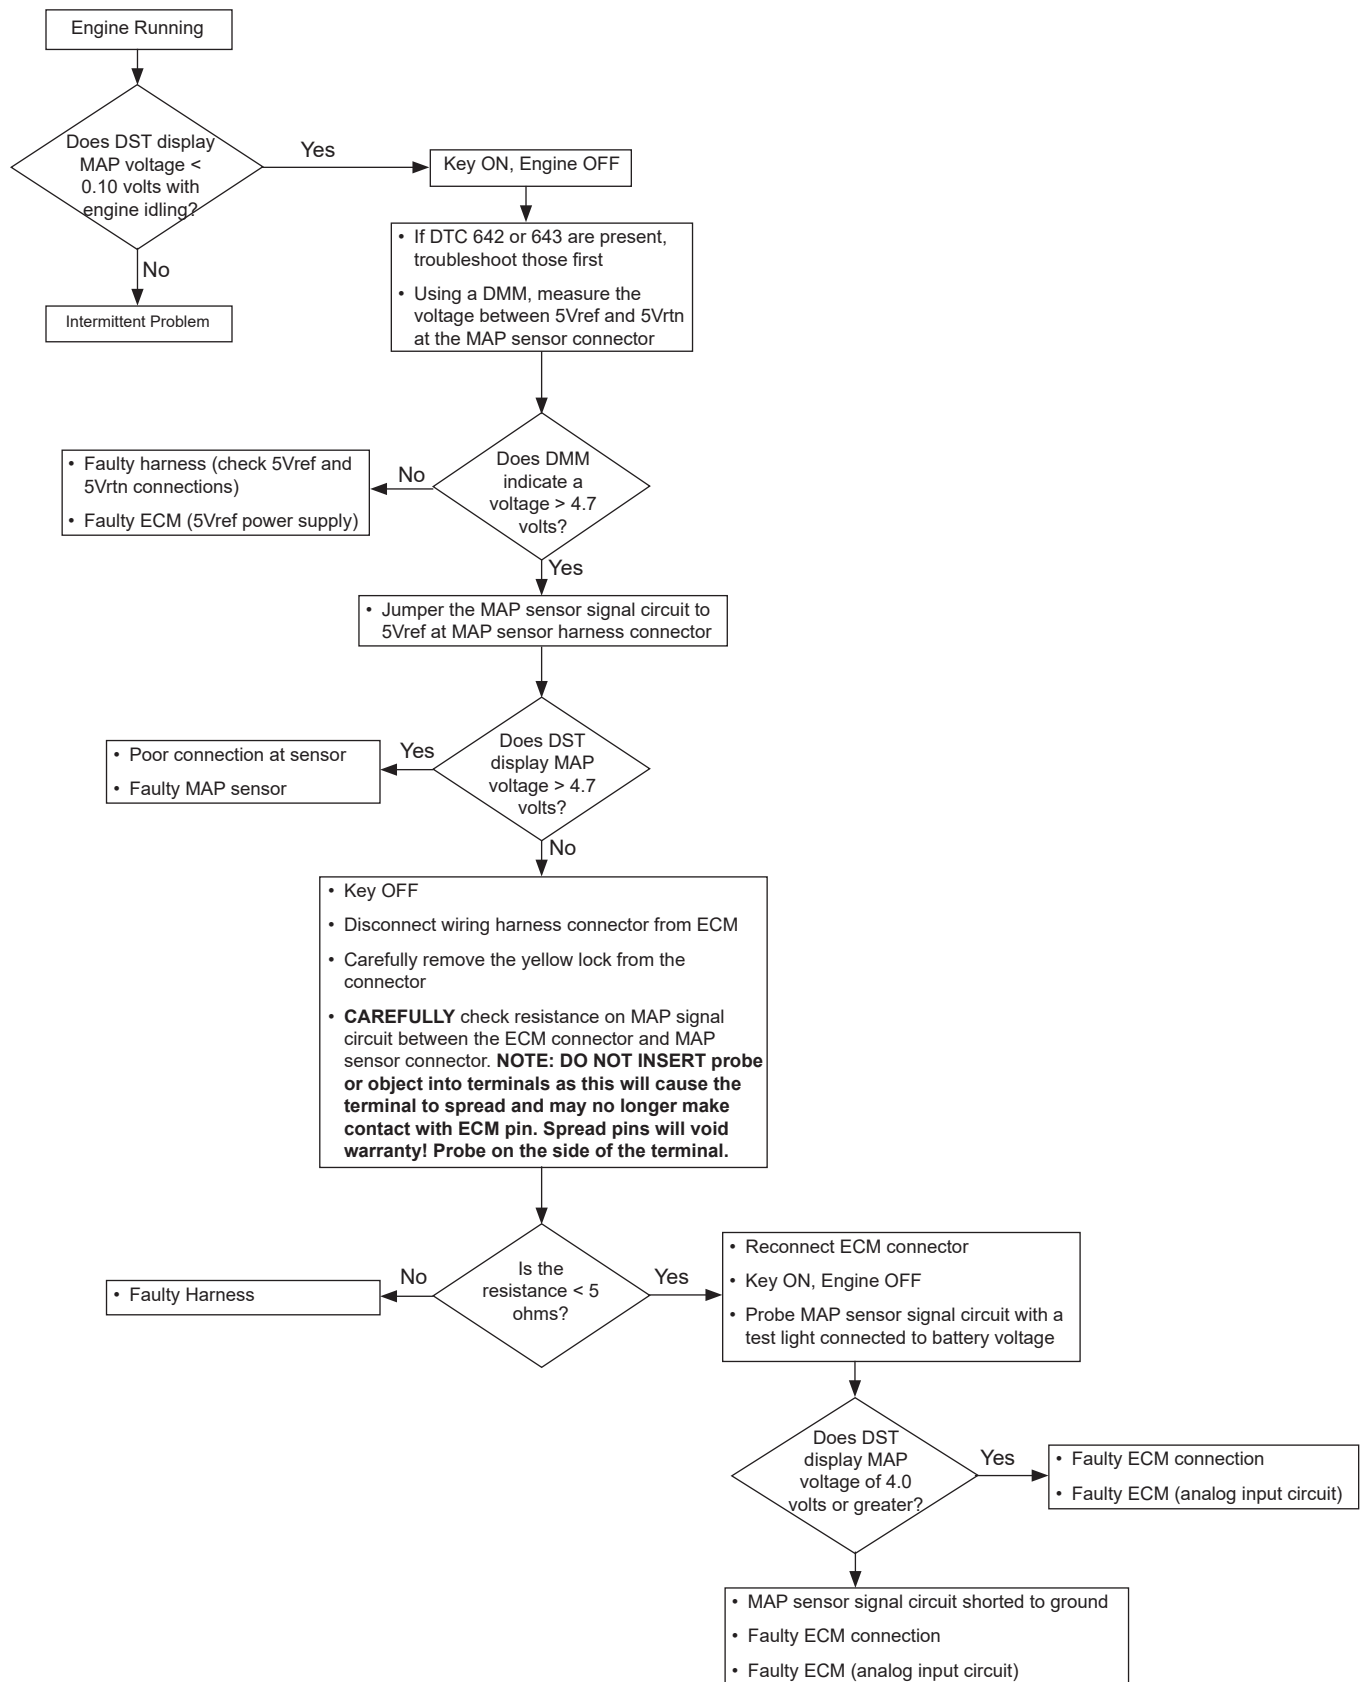 Engine Running
Does DST display
MAP voltage <
0.10 volts with
engine idling?
Yes
Key ON, Engine OFF
No
Intermittent Problem
• If DTC 642 or 643 are present,
troubleshoot those first
• Using a DMM, measure the
voltage between 5Vref and 5Vrtn
at the MAP sensor connector
Does DMM
indicate a
voltage > 4.7
volts?
No
• Faulty harness (check 5Vref and
5Vrtn connections)
• Faulty ECM (5Vref power supply)
Yes
• Jumper the MAP sensor signal circuit to
5Vref at MAP sensor harness connector
Does DST
display MAP
voltage > 4.7
volts?
Yes
• Poor connection at sensor
• Faulty MAP sensor
No
• Key OFF
• Disconnect wiring harness connector from ECM
• Carefully remove the yellow lock from the
connector
• CAREFULLY check resistance on MAP signal
circuit between the ECM connector and MAP
sensor connector. NOTE: DO NOT INSERT probe
or object into terminals as this will cause the
terminal to spread and may no longer make
contact with ECM pin. Spread pins will void
warranty! Probe on the side of the terminal.
Is the
resistance < 5
ohms?
No
• Faulty Harness
Yes
• Reconnect ECM connector
• Key ON, Engine OFF
• Probe MAP sensor signal circuit with a
test light connected to battery voltage
Does DST
display MAP
voltage of 4.0
volts or greater?
Yes
• Faulty ECM connection
• Faulty ECM (analog input circuit)
• MAP sensor signal circuit shorted to ground
• Faulty ECM connection
• Faulty ECM (analog input circuit)